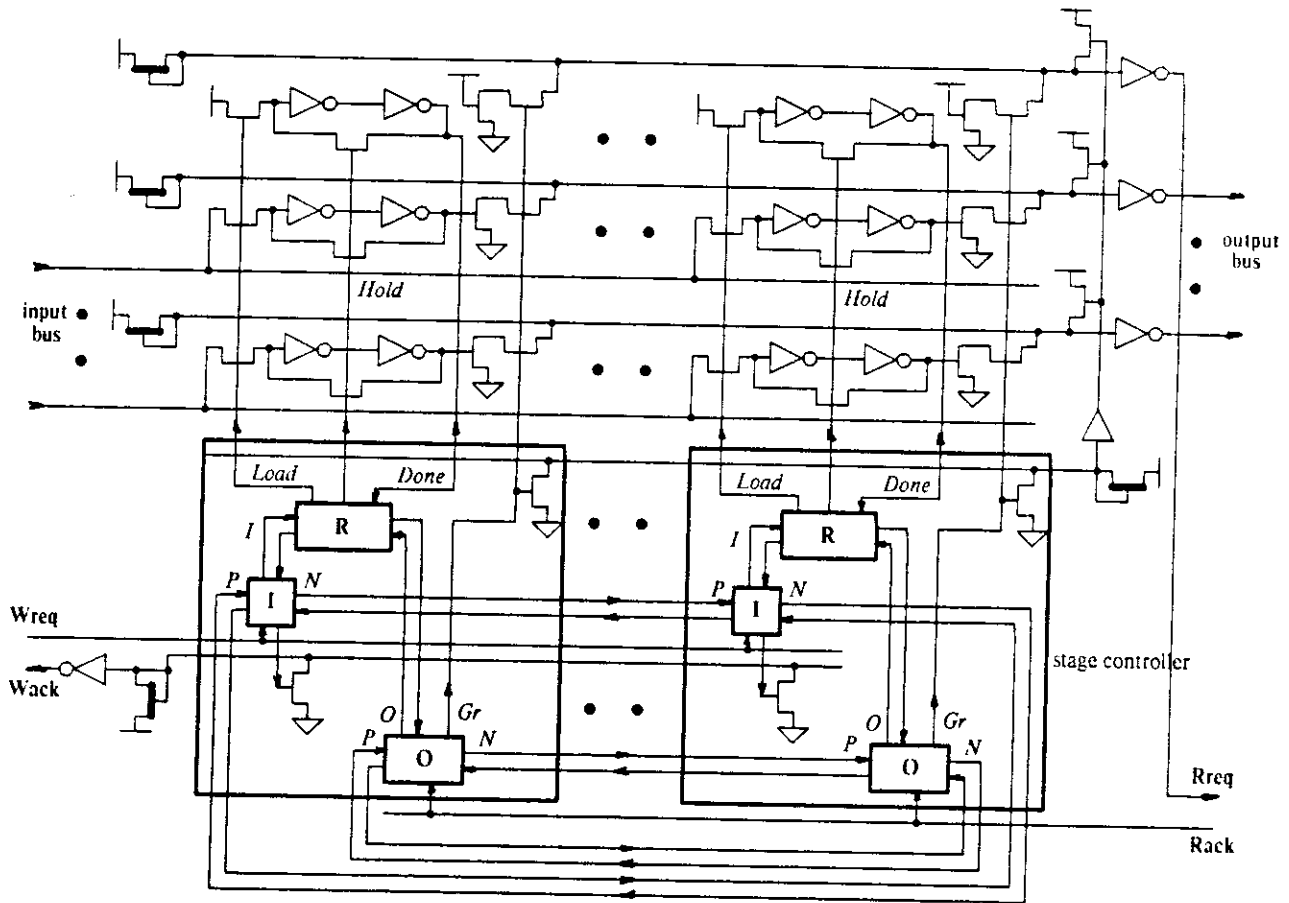 Hold
Hold
output
bus
input
bus
Load
Done
Load
Done
R
R
I
I
P
N
P
N
I
I
Wreq
Wack
stage controller
O
Gr
O
Gr
P
N
P
N
O
O
Rreq
Rack